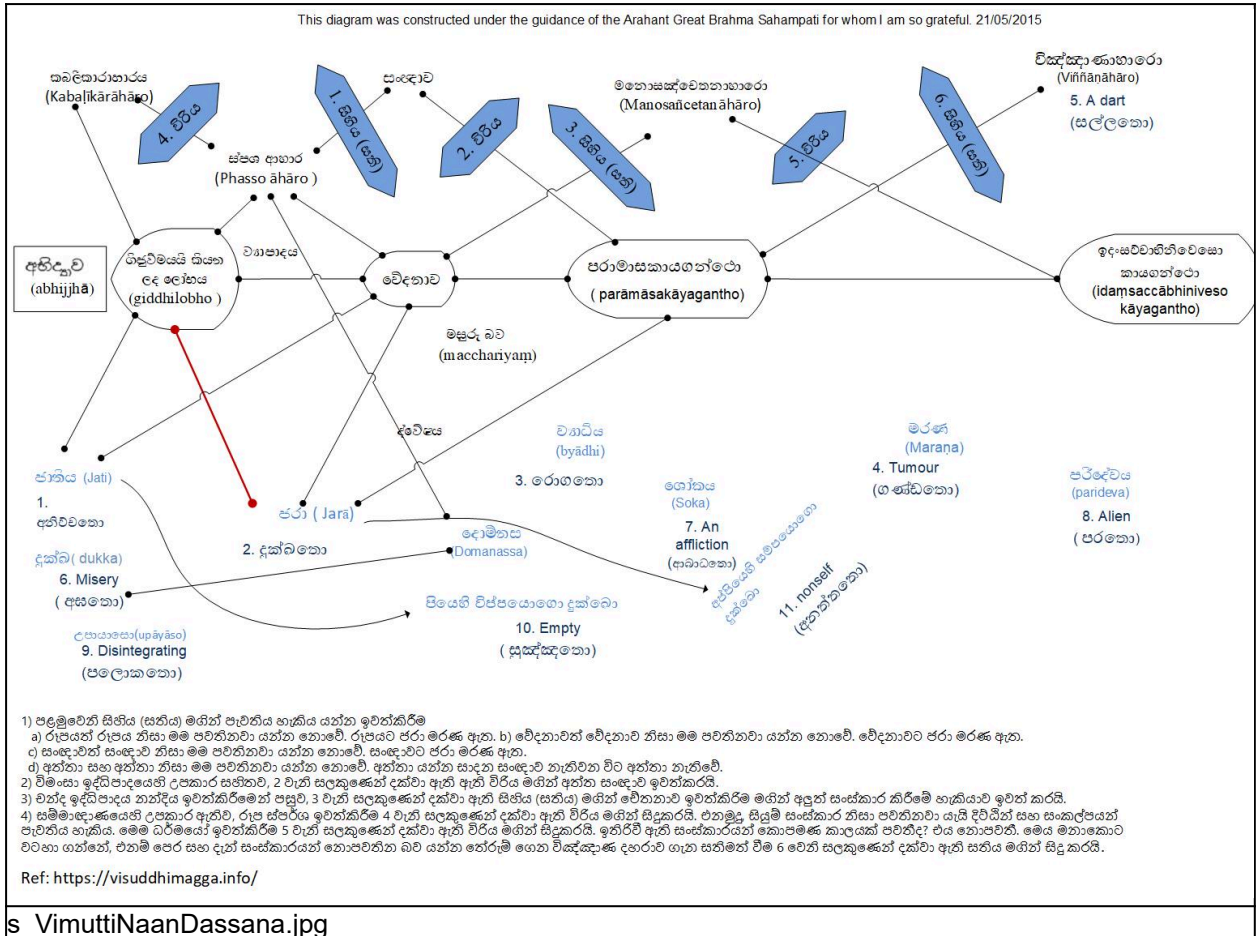 This diagram was constructed under the guidance of the Arahant Great Brahma Sahampati for whom I am so grateful. 21/05/2015
කබලිකාරාහාරය
(Kabaḷīkārāhāro)
4. විරිය
1. සිහිය (සති)
සංඥාව
2. විරිය
මනොසඤ්චෙතනාහාරො
(Manosañcetanāhāro)
3. සිහිය (සති)
5. විරිය
6. සිහිය (සති)
විඤ්ඤාණාහාරො
(Viññānāhāro)
5. A dart
(සල්ලතො)
ස්පශ ආහාර
(Phasso āhāro )
අභිද්‍යාව
(abhijjhā)
ගිජුවීමයයි කියන
ලද ලෝභය
(giddhilobho )
ව්‍යාපාදය
වේදනාව
පරාමාසකායගන්ථො
( parāmāsakāyagantho)
ඉදංසච්චාභිනිවෙසො
කායගන්ථො
(idaṃsaccābhiniveso
kāyagantho)
මසුරු බව
(macchariyaṃ)
ද්වේෂය
ව්‍යාධිය
(byādhi)
3. රොගතො
මරණ
(Maraṇa)
4. Tumour
(ගණ්ඩතො)
ජාතිය (Jati)
1.
අනිච්චතො
ජරා ( Jarā)
2. දුක්ඛතො
දොම්නස
(Domanassa)
ශෝකය
(Soka)
7. An
affliction
(ආබාධතො)
පරිදේවය
(parideva)
8. Alien
( පරතො)
දුක්ඛ( dukka)
6. Misery
( අඝතො)
උපායාසො(upāyāso)
9. Disintegrating
(පලොකතො)
පියෙහි විප්පයොගො දුක්ඛො
10. Empty
( සුඤ්ඤතො)
අප්පියෙහි සම්පයොගො
දුක්ඛො
11. nonself
(අනත්තතො)
1) පළමුවෙනි සිහිය (සතිය) මගින් පැවතිය හැකිය යන්න ඉවත්කිරීම
a) රූපයත් රූපය නිසා මම පවතිනවා යන්න නොවේ. රූපයට ජරා මරණ ඇත. b) වේදනාවත් වේදනාව නිසා මම පවතිනවා යන්න නොවේ. වේදනාවට ජරා මරණ ඇත.
c) සංඥාවත් සංඥාව නිසා මම පවතිනවා යන්න නොවේ. සංඥාවට ජරා මරණ ඇත.
d) අත්තා සහ අත්තා නිසා මම පවතිනවා යන්න නොවේ. අත්තා යන්න සාදන සංඥාව නැතිවන විට අත්තා නැතිවේ.
2) විමංසා ඉද්ධිපාදයෙහි උපකාර සහිතව, 2 වැනි සලකුණෙන් දක්වා ඇති ඇති විරිය මගින් අත්ත සංඥාව ඉවත්කරයි.
3) චන්ද ඉද්ධිපාදය නන්දිය ඉවත්කිරීමෙන් පසුව, 3 වැනි සලකුණෙන් දක්වා ඇති සිහිය (සතිය) මගින් චේතනාව ඉවත්කිරිම මගින් අලුත් සංස්කාර කිරීමේ හැකියාව ඉවත් කරයි.
4) සම්මාඥාණයෙහි උපකාර ඇතිව, රූප ස්පර්ශ ඉවත්කිරීම 4 වැනි සලකුණෙන් දක්වා ඇති විරිය මගින් සිදුකරයි. එනමුදු, සියුම් සංස්කාර නිසා පවතිනවා යැයි දිට්ඨීන් සහ සංකල්පයන්
පැවතිය හැකිය. මෙම ධර්මයෝ ඉවත්කිරීම 5 වැනි සලකුණෙන් දක්වා ඇති විරිය මගින් සිදුකරයි. ඉතිරිවී ඇති සංස්කාරයන් කොපමණ කාලයක් පවතීද? එය නොපවතී. මෙය මනාකොට
වටහා ගන්නේ, එනම් පෙර සහ දැන් සංස්කාරයන් නොපවතින බව යන්න තේරුම් ගෙන විඤ්ඤාණ දහරාව ගැන සතිමත් වීම 6 වෙනි සලකුණෙන් දක්වා ඇති සතිය මගින් සිදු කරයි.
Ref: https://visuddhimagga.info/
s VimuttiNaanDassana.jpg